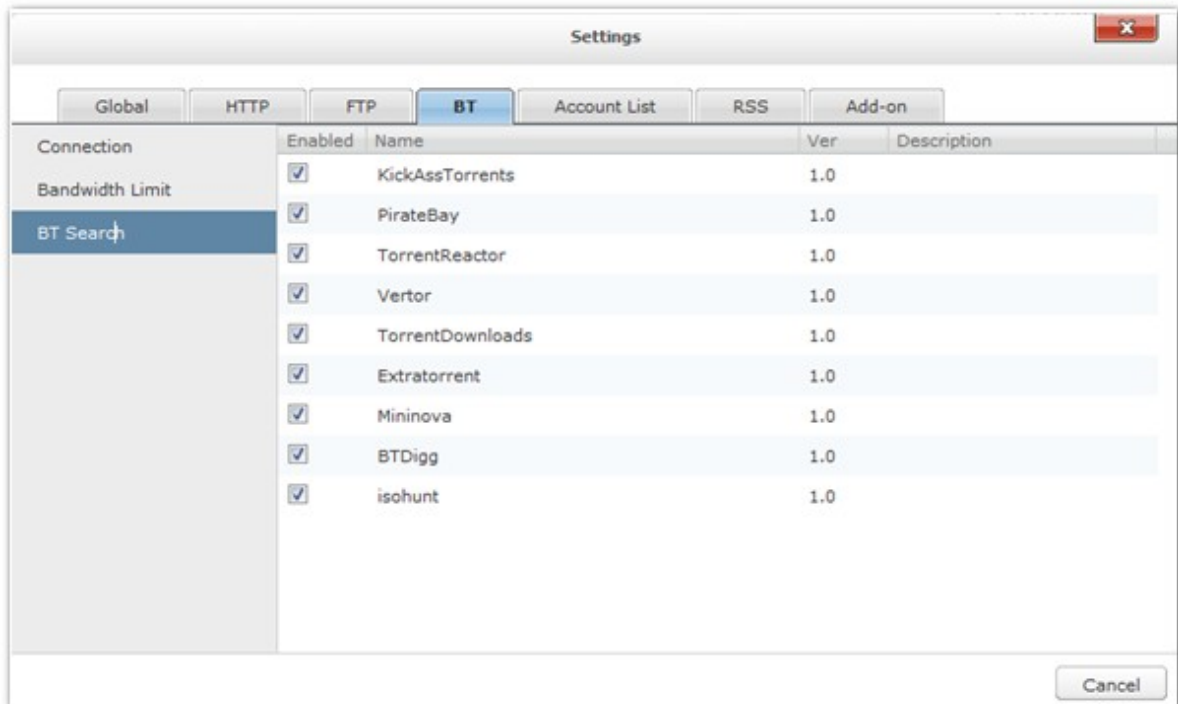 Settings
Global HTTP FTP BT Account List RSS Add-on
Connection
Bandwidth Limit
BT Search
Enabled Name Ver Description
KickAssTorrents 1.0
PirateBay 1.0
TorrentReactor 1.0
Vertor 1.0
TorrentDownloads 1.0
Extratorrent 1.0
Mininova 1.0
BTDigg 1.0
isohunt 1.0
Cancel